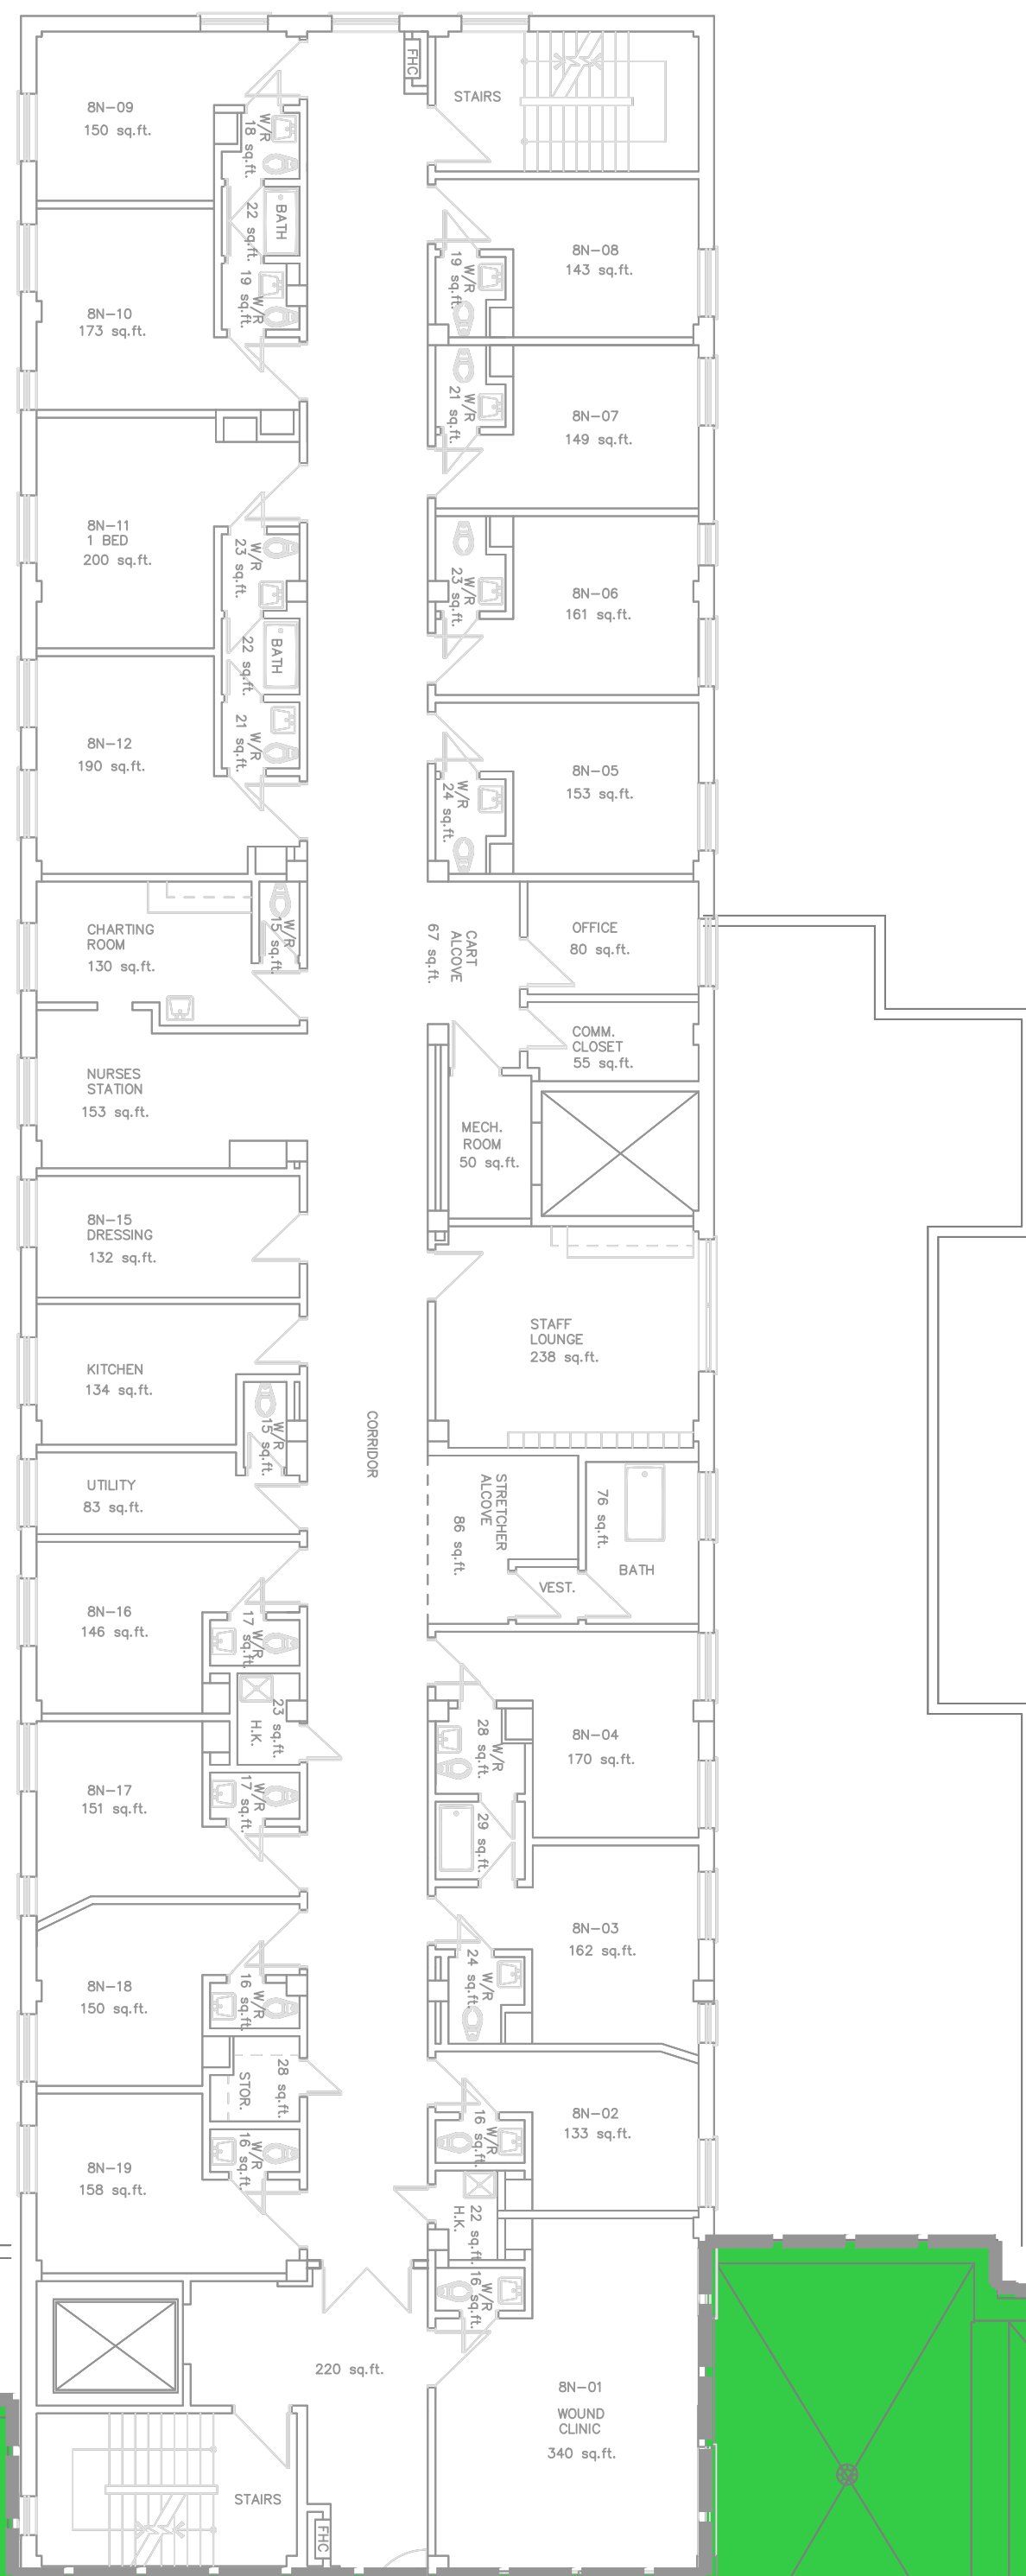 FHC
STAIRS
8N-09
150 sq.ft.
W/R
18 sq.ft.
BATH
22 sq.ft.
W/R
19 sq.ft.
8N-10
173 sq.ft.
8N-08
143 sq.ft.
W/R
19 sq.ft.
8N-07
149 sq.ft.
W/R
21 sq.ft.
8N-11
1 BED
200 sq.ft.
W/R
23 sq.ft.
BATH
22 sq.ft.
W/R
21 sq.ft.
8N-06
161 sq.ft.
W/R
23 sq.ft.
8N-12
190 sq.ft.
8N-05
153 sq.ft.
W/R
24 sq.ft.
CHARTING
ROOM
130 sq.ft.
W/R
15 sq.ft.
CART
ALCOVE
67 sq.ft.
OFFICE
80 sq.ft.
COMM.
CLOSET
55 sq.ft.
NURSES
STATION
153 sq.ft.
MECH.
ROOM
50 sq.ft.
8N-15
DRESSING
132 sq.ft.
STAFF
LOUNGE
238 sq.ft.
KITCHEN
134 sq.ft.
W/R
15 sq.ft.
CORRIDOR
UTILITY
83 sq.ft.
STRETCHER
ALCOVE
86 sq.ft.
76 sq.ft.
BATH
VEST.
8N-16
146 sq.ft.
W/R
17 sq.ft.
23 sq.ft.
H.K.
8N-04
170 sq.ft.
W/R
28 sq.ft.
8N-17
151 sq.ft.
W/R
17 sq.ft.
29 sq.ft.
8N-03
162 sq.ft.
W/R
24 sq.ft.
8N-18
150 sq.ft.
W/R
16 sq.ft.
28 sq.ft.
STOR.
8N-02
133 sq.ft.
W/R
16 sq.ft.
8N-19
158 sq.ft.
W/R
16 sq.ft.
22 sq.ft.
H.K.
W/R
16 sq.ft.
220 sq.ft.
8N-01
WOUND
CLINIC
340 sq.ft.
STAIRS
FHC